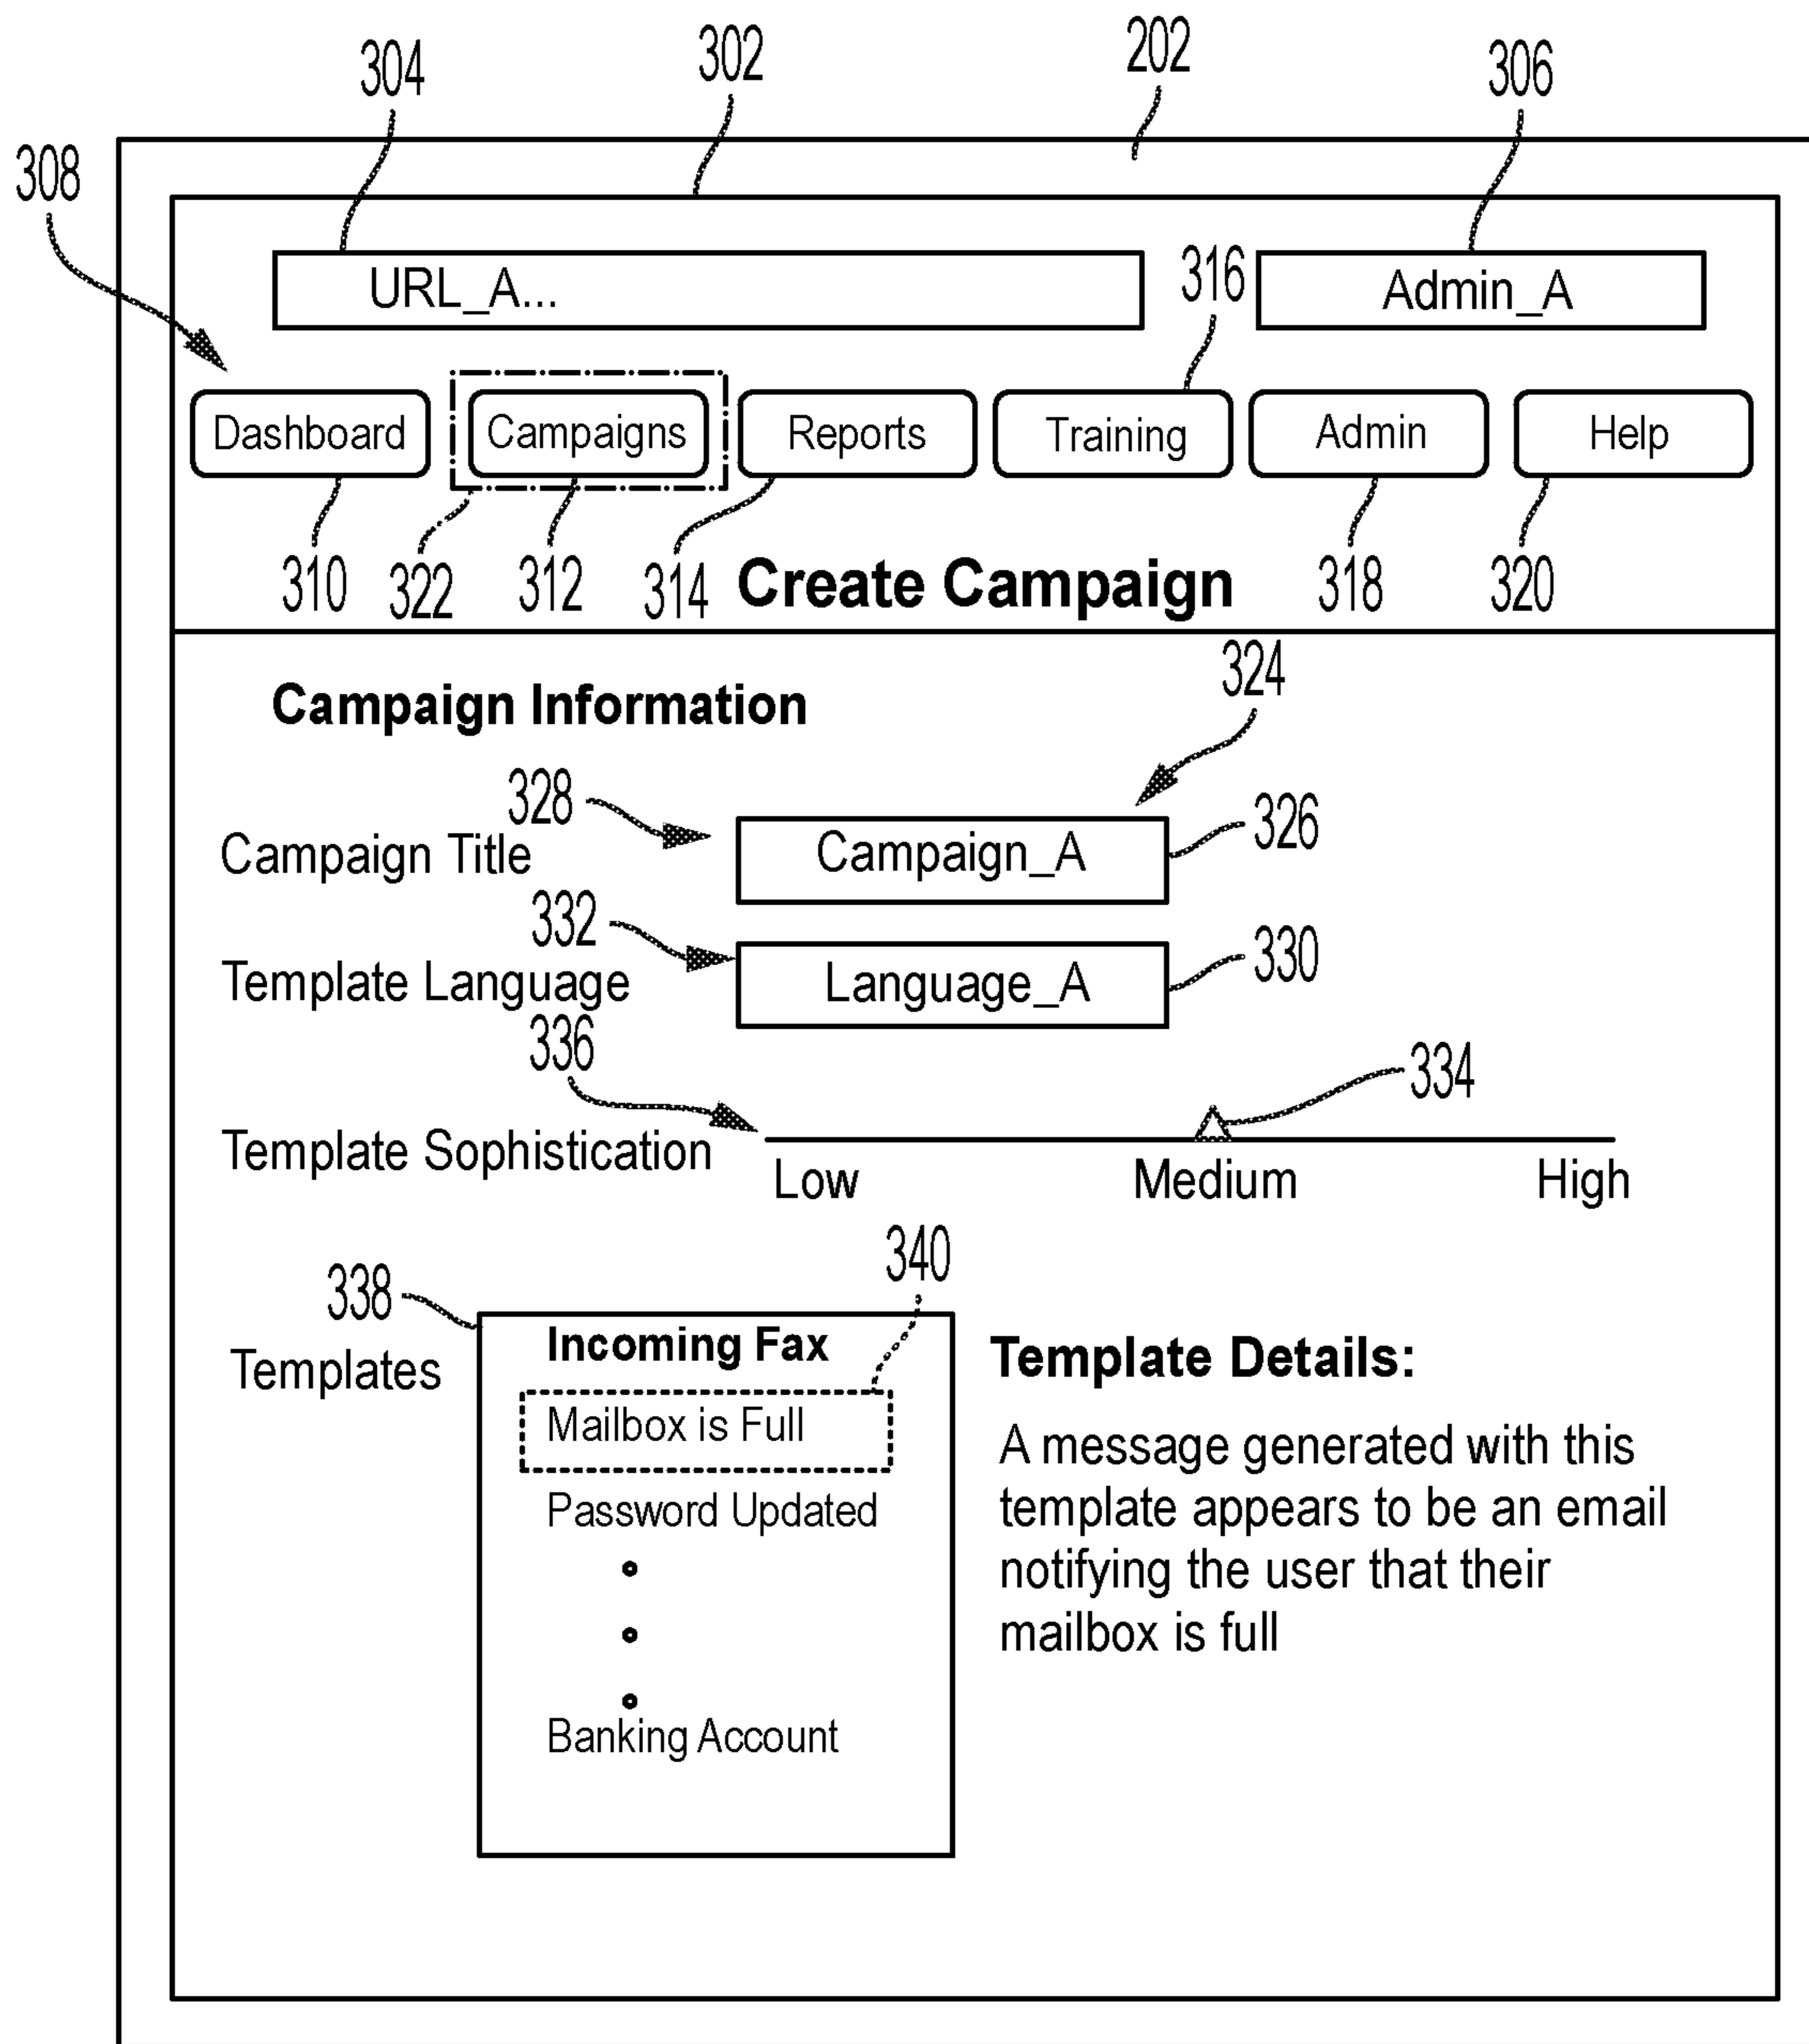 304 302 202 306
308
URL_A... 316 Admin_A
Dashboard Campaigns Reports Training Admin Help
310 322 312 314 Create Campaign 318 320
Campaign Information 324
328
Campaign Title Campaign_A 326
332
Template Language Language_A 330
336 334
Template Sophistication
Low Medium High
340
338
Templates Incoming Fax Template Details:
Mailbox is Full
A message generated with this
Password Updated template appears to be an email
notifying the user that their
mailbox is full
Banking Account